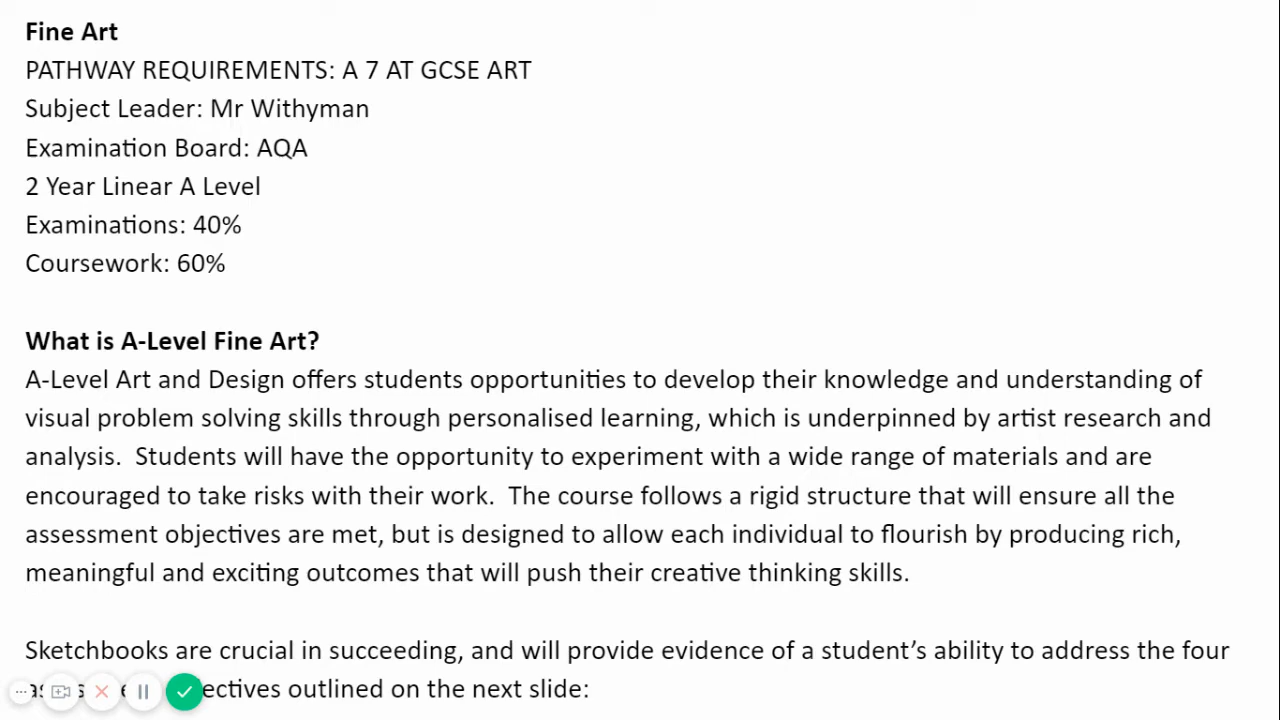 Fine Art
PATHWAY REQUIREMENTS: A 7 AT GCSE ART
Subject Leader: Mr Withyman
Examination Board: AQA
2 Year Linear A Level
Examinations: 40%
Coursework: 60%
What is A-Level Fine Art?
A-Level Art and Design offers students opportunities to develop their knowledge and understanding of
visual problem solving skills through personalised learning, which is underpinned by artist research and
analysis.  Students will have the opportunity to experiment with a wide range of materials and are
encouraged to take risks with their work.  The course follows a rigid structure that will ensure all the
assessment objectives are met, but is designed to allow each individual to flourish by producing rich,
meaningful and exciting outcomes that will push their creative thinking skills.
Sketchbooks are crucial in succeeding, and will provide evidence of a student’s ability to address the four
outlined on the next slide: